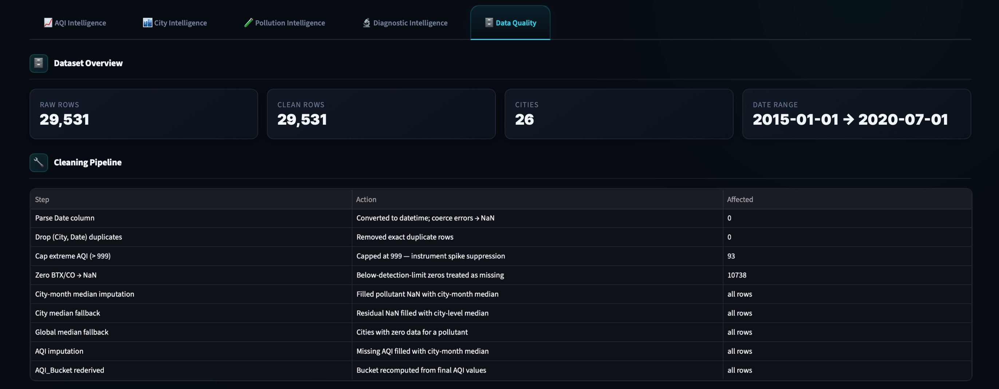 AQI Intelligence City Intelligence Pollution Intelligence Diagnostic Intelligence Data Quality
Dataset Overview
RAW ROWS CLEAN ROWS CITIES DATE RANGE
29,531 29,531 26 2015-01-01 → 2020-07-01
Cleaning Pipeline
Step Action Affected
Parse Date column Converted to datetime; coerce errors → NaN 0
Drop (City, Date) duplicates Removed exact duplicate rows 0
Cap extreme AQI (> 999) Capped at 999 — instrument spike suppression 93
Zero BTX/CO → NaN Below-detection-limit zeros treated as missing 10738
City-month median imputation Filled pollutant NaN with city-month median all rows
City median fallback Residual NaN filled with city-level median all rows
Global median fallback Cities with zero data for a pollutant all rows
AQI imputation Missing AQI filled with city-month median all rows
AQI_Bucket rederived Bucket recomputed from final AQI values all rows